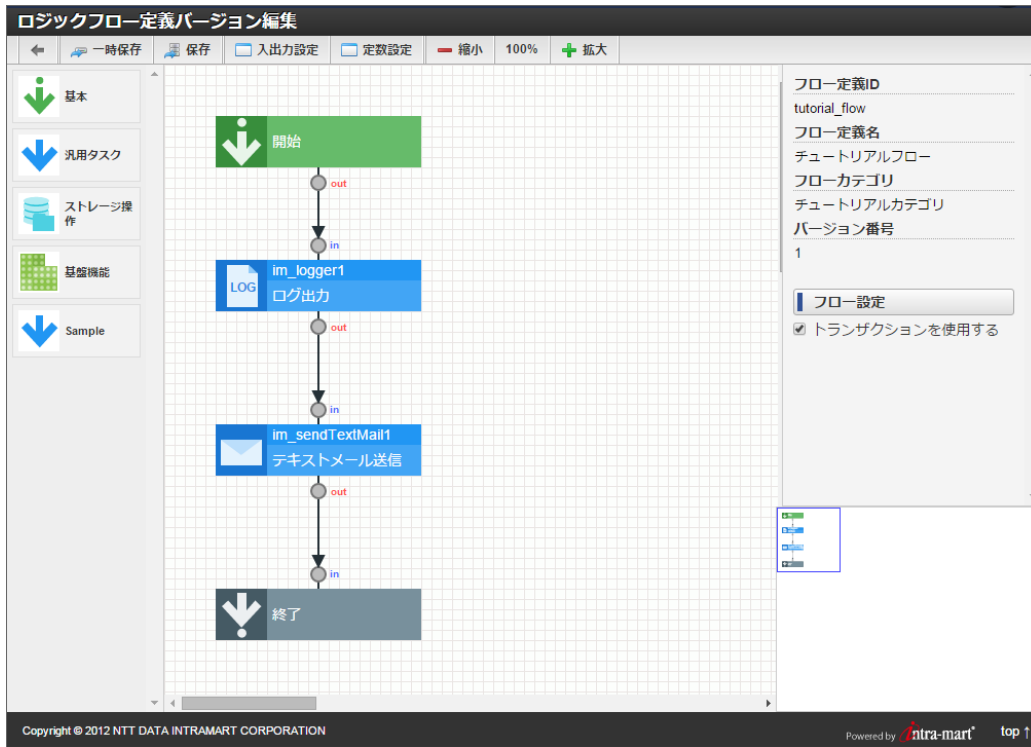 ロジックフロー定義バージョン編集
一時保存 保存 入出力設定 定数設定 縮小 100% 拡大
基本
汎用タスク
ストレージ操
作
基盤機能
Sample
開始
out
in
im_logger1
LOG
ログ出力
out
in
im_sendTextMail1
テキストメール送信
out
in
終了
フロー定義ID
tutorial_flow
フロー定義名
チュートリアルフロー
フローカテゴリ
チュートリアルカテゴリ
バージョン番号
1
フロー設定
トランザクションを使用する
Copyright © 2012 NTT DATA INTRAMART CORPORATION
Powered by intra-mart top ↑